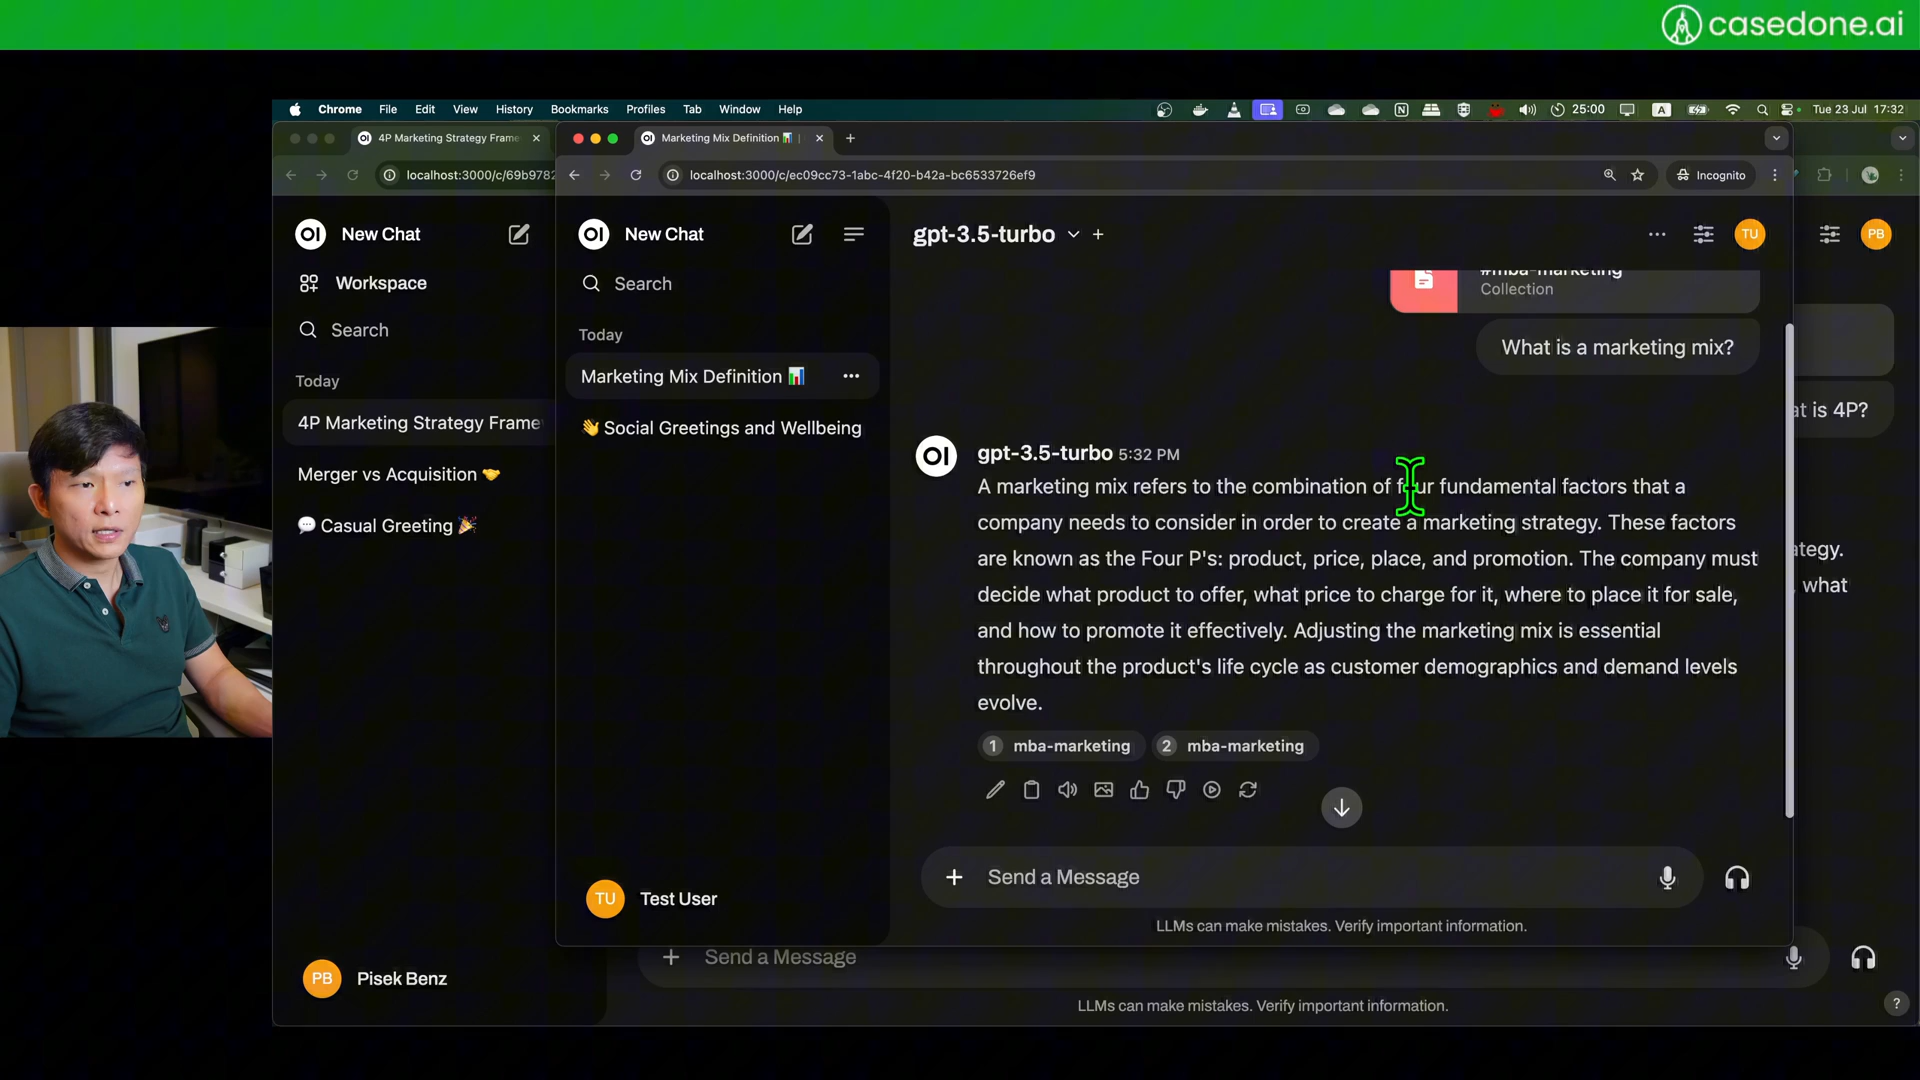 casedone.ai
Chrome File Edit View History Bookmarks Profiles Tab Window Help
25:00 A Tue 23 Jul 17:32
4P Marketing Strategy Frame
Marketing Mix Definition 📊
localhost:3000/c/69b9782
localhost:3000/c/ec09cc73-1abc-4f20-b42a-bc6533726ef9
Incognito
OI New Chat
Workspace
Search
Today
4P Marketing Strategy Frame
Merger vs Acquisition 🤝
💬 Casual Greeting 🎉
PB Pisek Benz
OI New Chat
Search
Today
Marketing Mix Definition 📊
👋 Social Greetings and Wellbeing
TU Test User
gpt-3.5-turbo
TU
PB
#mba-marketing
Collection
What is a marketing mix?
at is 4P?
OI gpt-3.5-turbo 5:32 PM
A marketing mix refers to the combination of four fundamental factors that a
company needs to consider in order to create a marketing strategy. These factors
are known as the Four P's: product, price, place, and promotion. The company must
decide what product to offer, what price to charge for it, where to place it for sale,
and how to promote it effectively. Adjusting the marketing mix is essential
throughout the product's life cycle as customer demographics and demand levels
evolve.
ategy.
, what
1 mba-marketing 2 mba-marketing
Send a Message
LLMs can make mistakes. Verify important information.
Send a Message
LLMs can make mistakes. Verify important information.
?